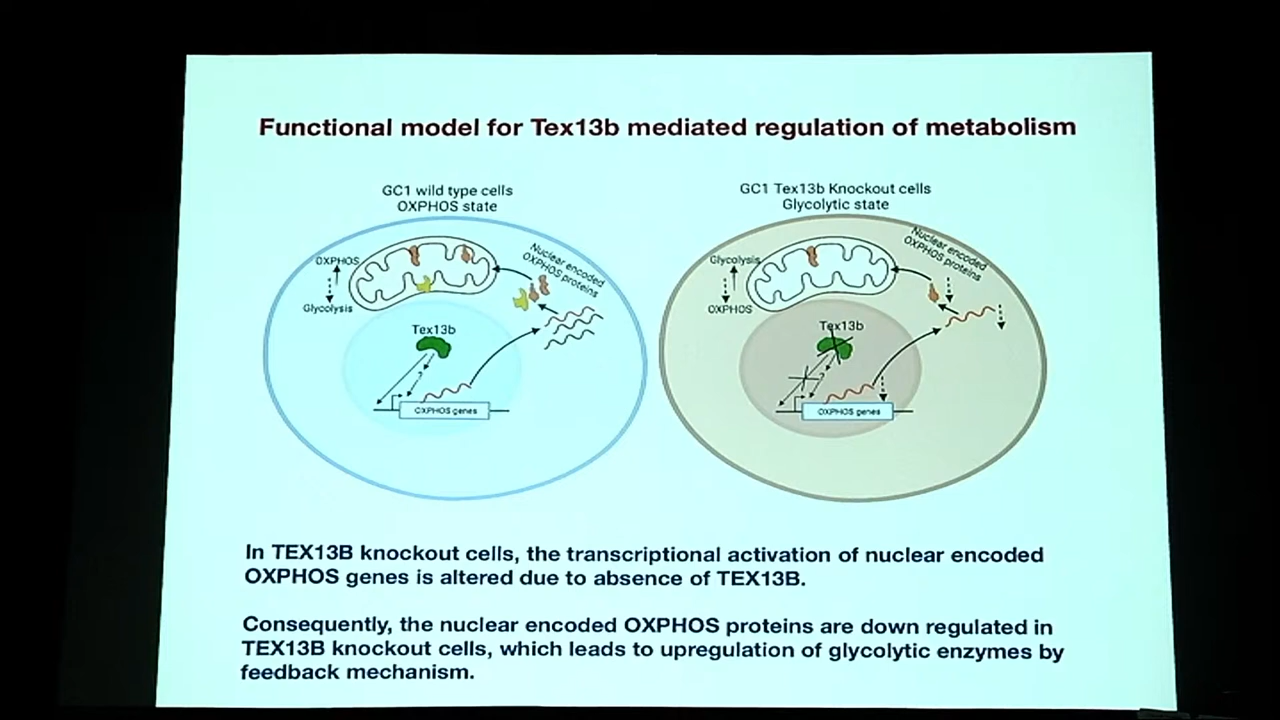 Functional model for Tex13b mediated regulation of metabolism
GC1 wild type cells
OXPHOS state
OXPHOS
Glycolysis
Nuclear encoded
OXPHOS proteins
Tex13b
?
OXPHOS genes
GC1 Tex13b Knockout cells
Glycolytic state
Glycolysis
OXPHOS
Nuclear encoded
OXPHOS proteins
Tex13b
?
OXPHOS genes
In TEX13B knockout cells, the transcriptional activation of nuclear encoded
OXPHOS genes is altered due to absence of TEX13B.
Consequently, the nuclear encoded OXPHOS proteins are down regulated in
TEX13B knockout cells, which leads to upregulation of glycolytic enzymes by
feedback mechanism.